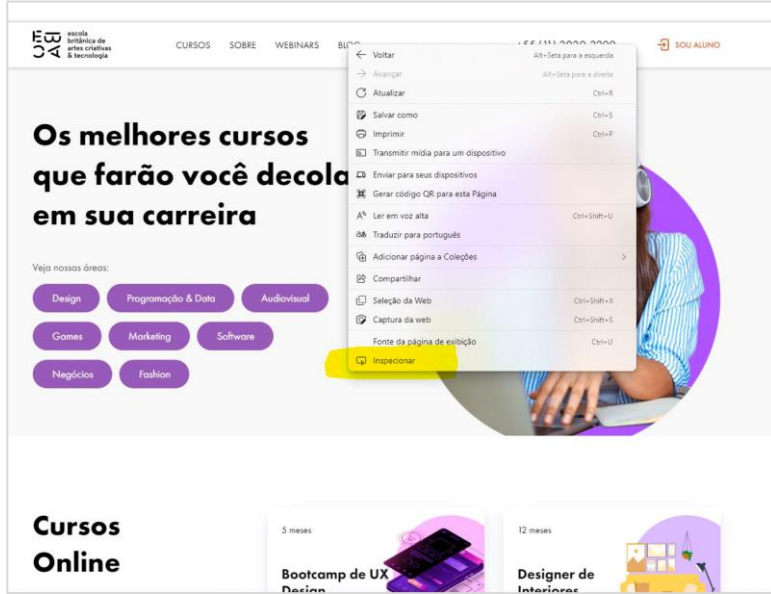 EBAC
escola
britânica de
artes criativas
& tecnologia
CURSOS SOBRE WEBINARS BLOG
SOU ALUNO
Voltar Alt+Seta para a esquerda
Avançar Alt+Seta para a direita
Atualizar Ctrl+R
Salvar como Ctrl+S
Imprimir Ctrl+P
Transmitir mídia para um dispositivo
Enviar para seus dispositivos
Gerar código QR para esta Página
Ler em voz alta Ctrl+Shift+U
Traduzir para português
Adicionar página a Coleções
Compartilhar
Seleção da Web Ctrl+Shift+X
Captura da web Ctrl+Shift+S
Fonte da página de exibição Ctrl+U
Inspecionar
Os melhores cursos
que farão você decola
em sua carreira
Veja nossas áreas:
Design Programação & Data Audiovisual
Games Marketing Software
Negócios Fashion
Cursos
Online
5 meses
Bootcamp de UX
Design
12 meses
Designer de
Interiores